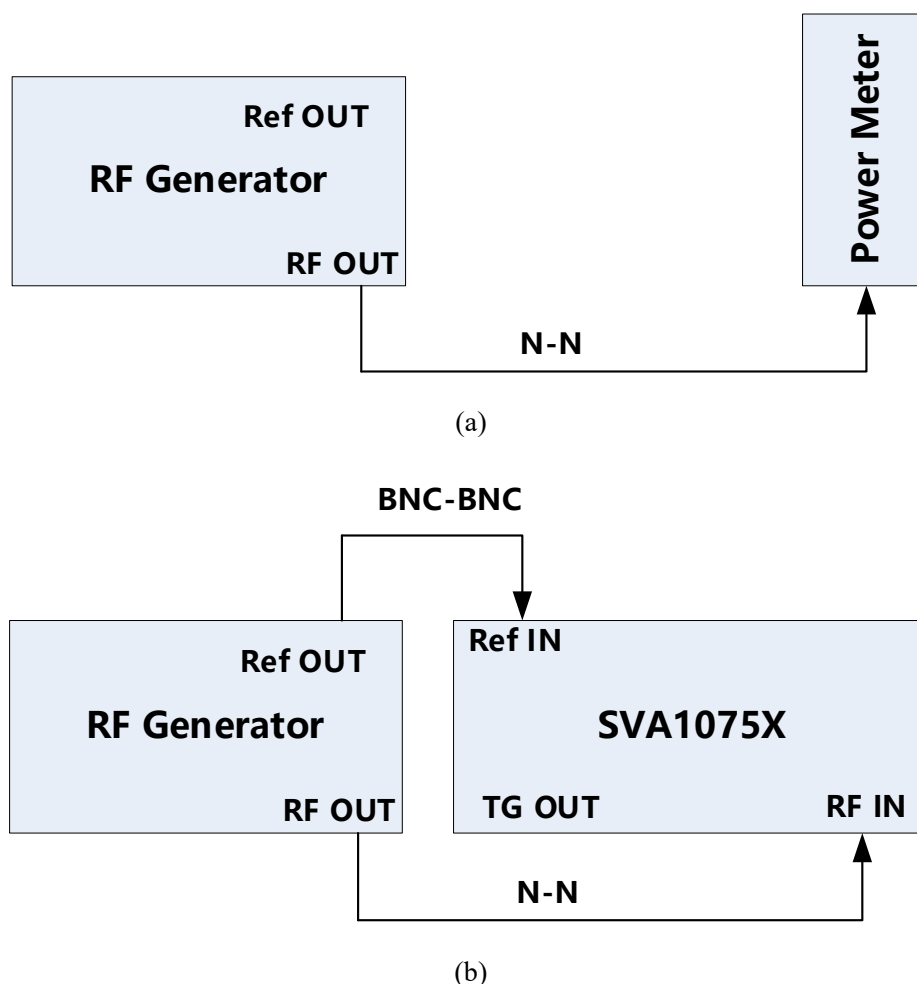 Ref OUT
RF Generator
RF OUT
Power Meter
N-N
(a)
BNC-BNC
Ref OUT
RF Generator
RF OUT
Ref IN
SVA1075X
TG OUT
RF IN
N-N
(b)